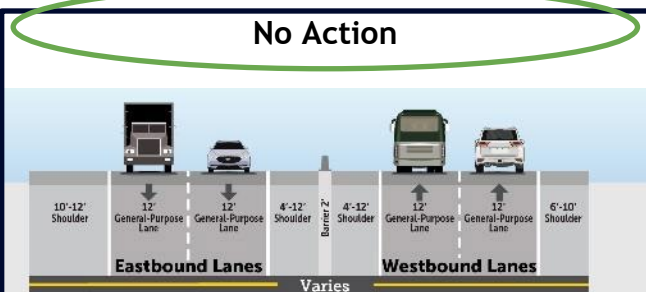 No Action
10'-12'
Shoulder
12'
General-Purpose
Lane
12'
General-Purpose
Lane
4'-12'
Shoulder
Barrier 2'
4'-12'
Shoulder
12'
General-Purpose
Lane
12'
General-Purpose
Lane
6'-10'
Shoulder
Eastbound Lanes
Westbound Lanes
Varies